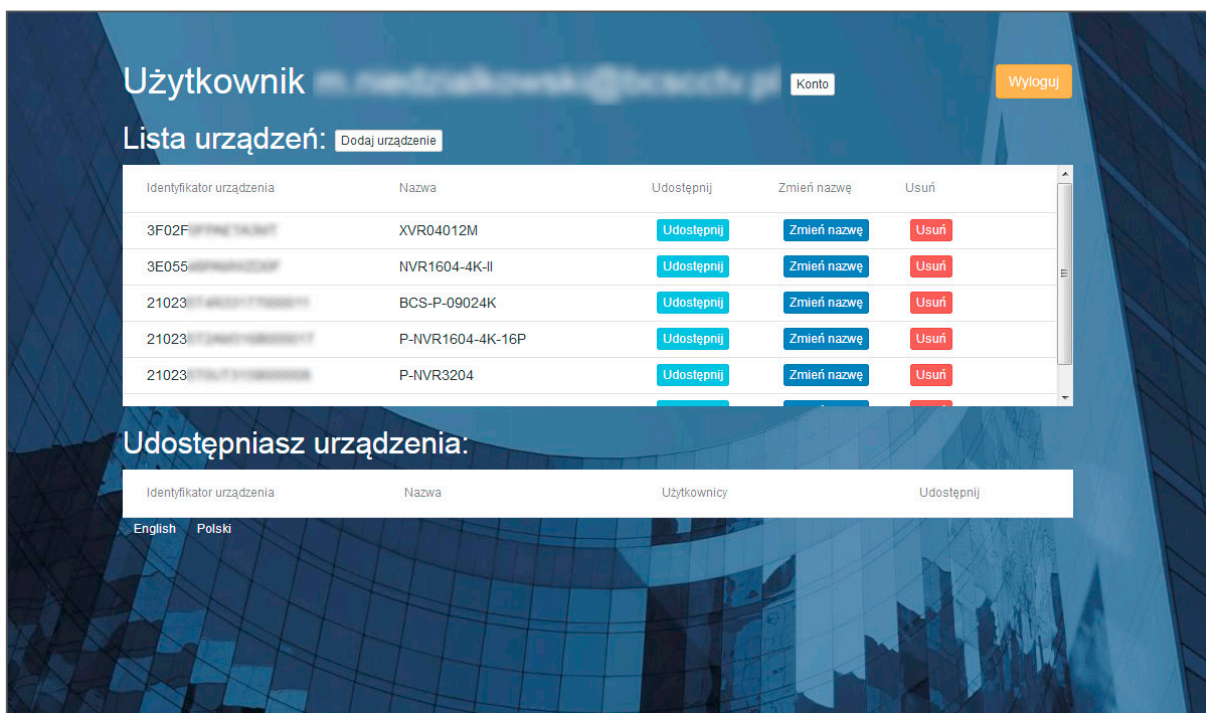 Użytkownik Konto Wyloguj
Lista urządzeń: Dodaj urządzenie
Identyfikator urządzenia Nazwa Udostępnij Zmień nazwę Usuń
3F02F XVR04012M Udostępnij Zmień nazwę Usuń
3E055 NVR1604-4K-II Udostępnij Zmień nazwę Usuń
21023 BCS-P-09024K Udostępnij Zmień nazwę Usuń
21023 P-NVR1604-4K-16P Udostępnij Zmień nazwę Usuń
21023 P-NVR3204 Udostępnij Zmień nazwę Usuń
Udostępniasz urządzenia:
Identyfikator urządzenia Nazwa Użytkownicy Udostępnij
English Polski